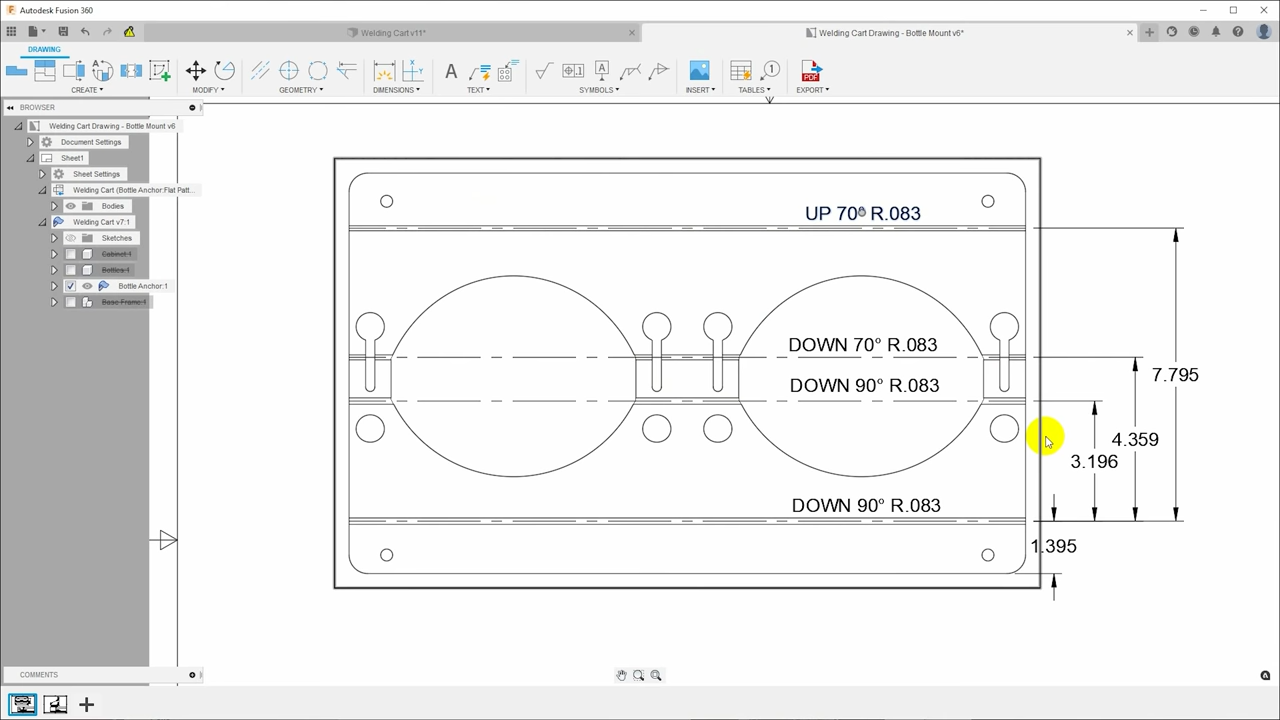 Autodesk Fusion 360
Welding Cart v11*
Welding Cart Drawing - Bottle Mount v6*
DRAWING
CREATE
MODIFY
GEOMETRY
DIMENSIONS
TEXT
SYMBOLS
INSERT
TABLES
EXPORT
BROWSER
Welding Cart Drawing - Bottle Mount v6
Document Settings
Sheet1
Sheet Settings
Welding Cart (Bottle Anchor:Flat Patt...
Bodies
Welding Cart v7:1
Sketches
Cabinet:1
Bottles:1
Bottle Anchor:1
Base Frame:1
UP 70° R.083
DOWN 70° R.083
DOWN 90° R.083
DOWN 90° R.083
7.795
4.359
3.196
1.395
COMMENTS